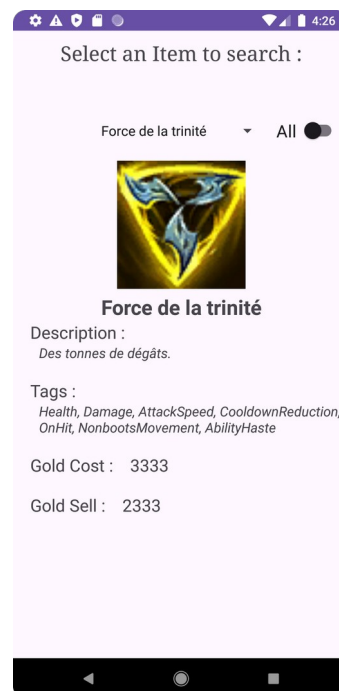 4:26
Select an Item to search :
Force de la trinité
All
Force de la trinité
Description :
Des tonnes de dégâts.
Tags :
Health, Damage, AttackSpeed, CooldownReduction,
OnHit, NonbootsMovement, AbilityHaste
Gold Cost : 3333
Gold Sell : 2333